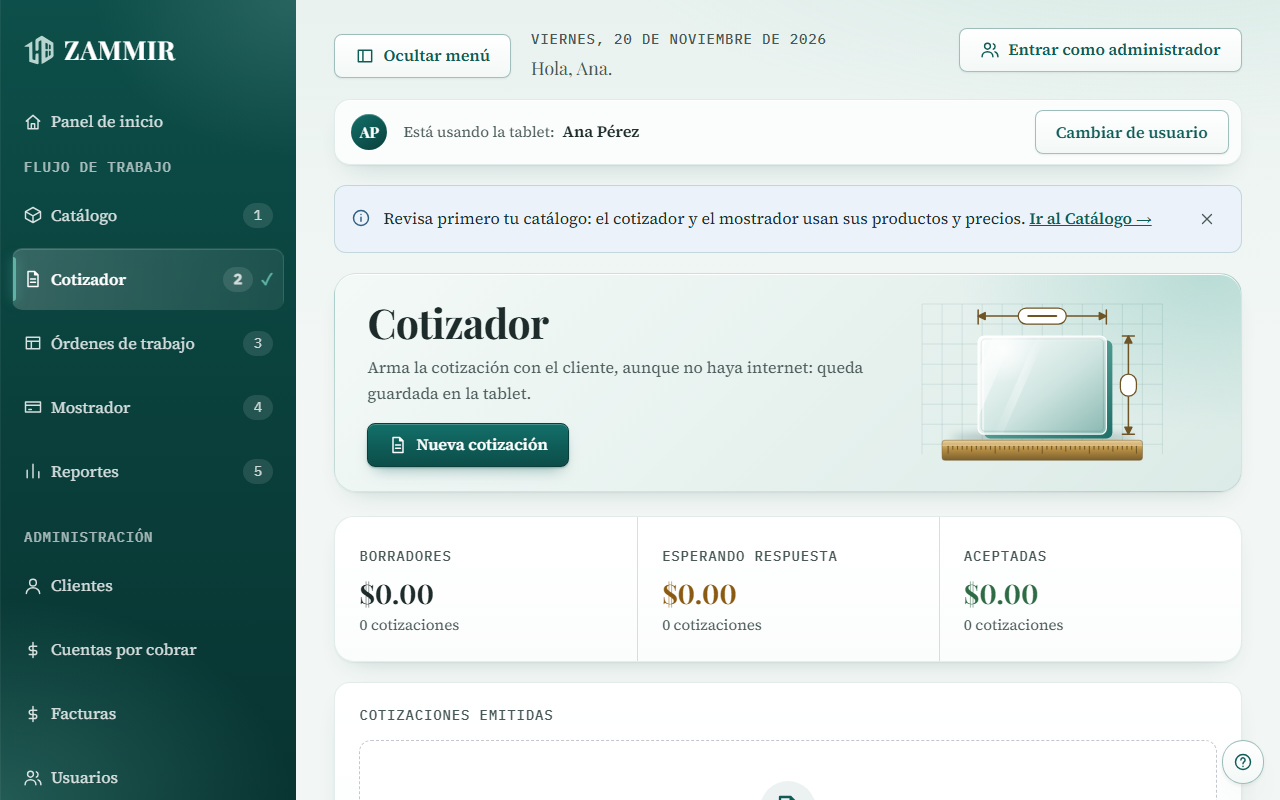 ZAMMIR
Panel de inicio
FLUJO DE TRABAJO
Catálogo 1
Cotizador 2 ✓
Órdenes de trabajo 3
Mostrador 4
Reportes 5
ADMINISTRACIÓN
Clientes
$ Cuentas por cobrar
$ Facturas
Usuarios
Ocultar menú
VIERNES, 20 DE NOVIEMBRE DE 2026
Hola, Ana.
Entrar como administrador
AP Está usando la tablet: Ana Pérez
Cambiar de usuario
Revisa primero tu catálogo: el cotizador y el mostrador usan sus productos y precios. Ir al Catálogo →
Cotizador
Arma la cotización con el cliente, aunque no haya internet: queda
guardada en la tablet.
Nueva cotización
BORRADORES
$0.00
0 cotizaciones
ESPERANDO RESPUESTA
$0.00
0 cotizaciones
ACEPTADAS
$0.00
0 cotizaciones
COTIZACIONES EMITIDAS